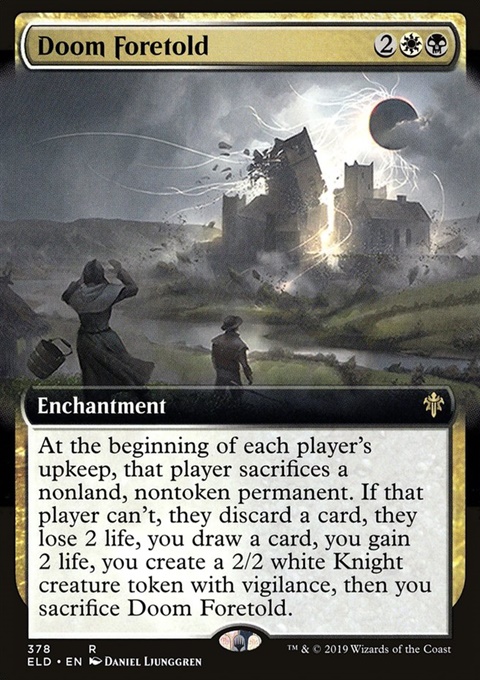 Doom Foretold 2
Enchantment
At the beginning of each player's
upkeep, that player sacrifices a
nonland, nontoken permanent. If that
player can't, they discard a card, they
lose 2 life, you draw a card, you gain
2 life, you create a 2/2 white Knight
creature token with vigilance, then you
sacrifice Doom Foretold.
378 R
ELD • EN Daniel Ljunggren
™ & © 2019 Wizards of the Coast